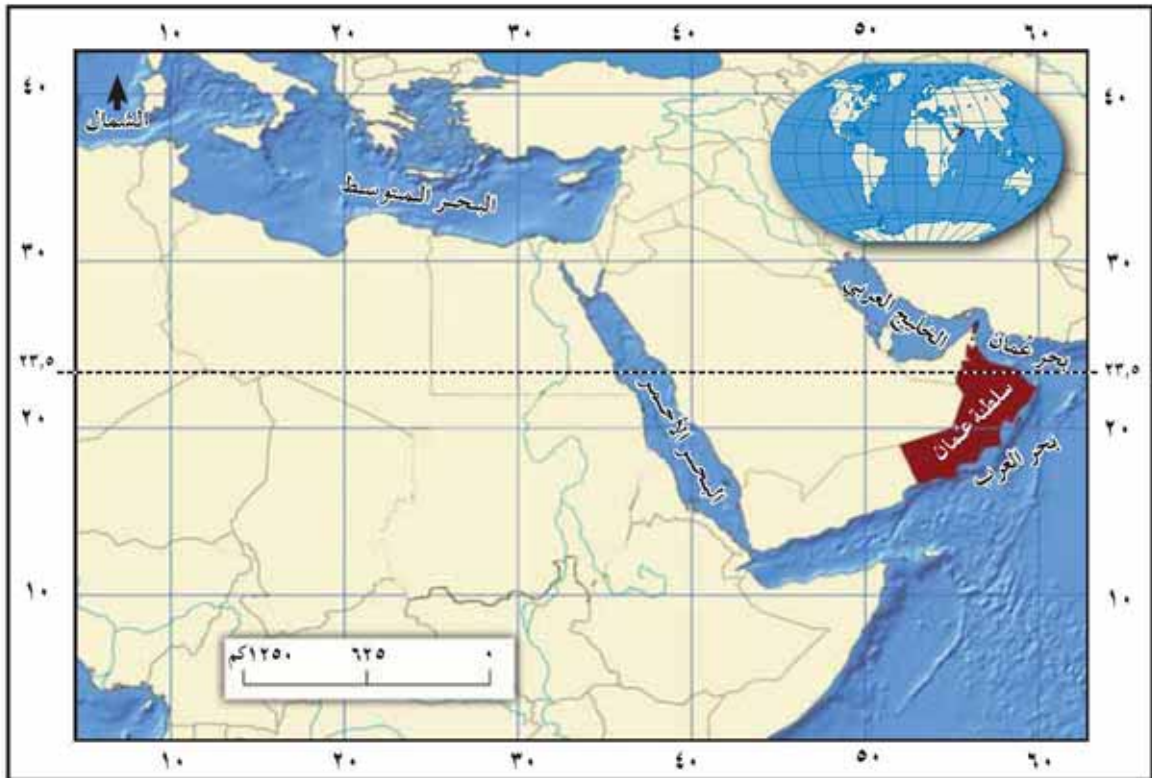 ١٠ ٢٠ ٣٠ ٤٠ ٥٠ ٦٠
٤٠ ٤٠
الشمال
البحر المتوسط
٣٠ ٣٠
الخليج العربي
بحر عُمان
٢٣,٥ ٢٣,٥
سلطنة عُمان
البحر الأحمر
٢٠ ٢٠
بحر العرب
١٠ ١٠
١٢٥٠كم ٦٢٥ ٠
١٠ ٢٠ ٣٠ ٤٠ ٥٠ ٦٠